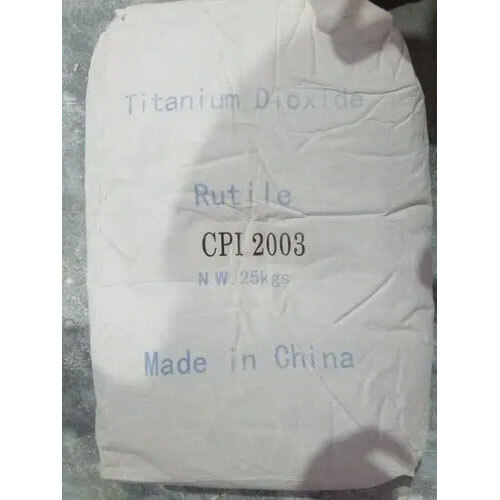 Titanium Dioxide
Rutile
CPI 2003
N.W. 25kgs
Made in China